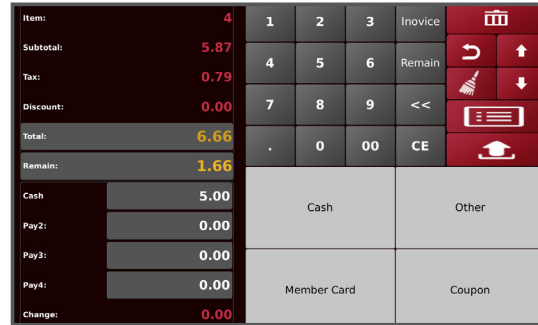 Item: 4
Subtotal: 5.87
Tax: 0.79
Discount: 0.00
Total: 6.66
Remain: 1.66
Cash 5.00
Pay2: 0.00
Pay3: 0.00
Pay4: 0.00
Change: 0.00
1 2 3 Inovice
4 5 6 Remain
7 8 9 <<
. 0 00 CE
Cash Other
Member Card Coupon